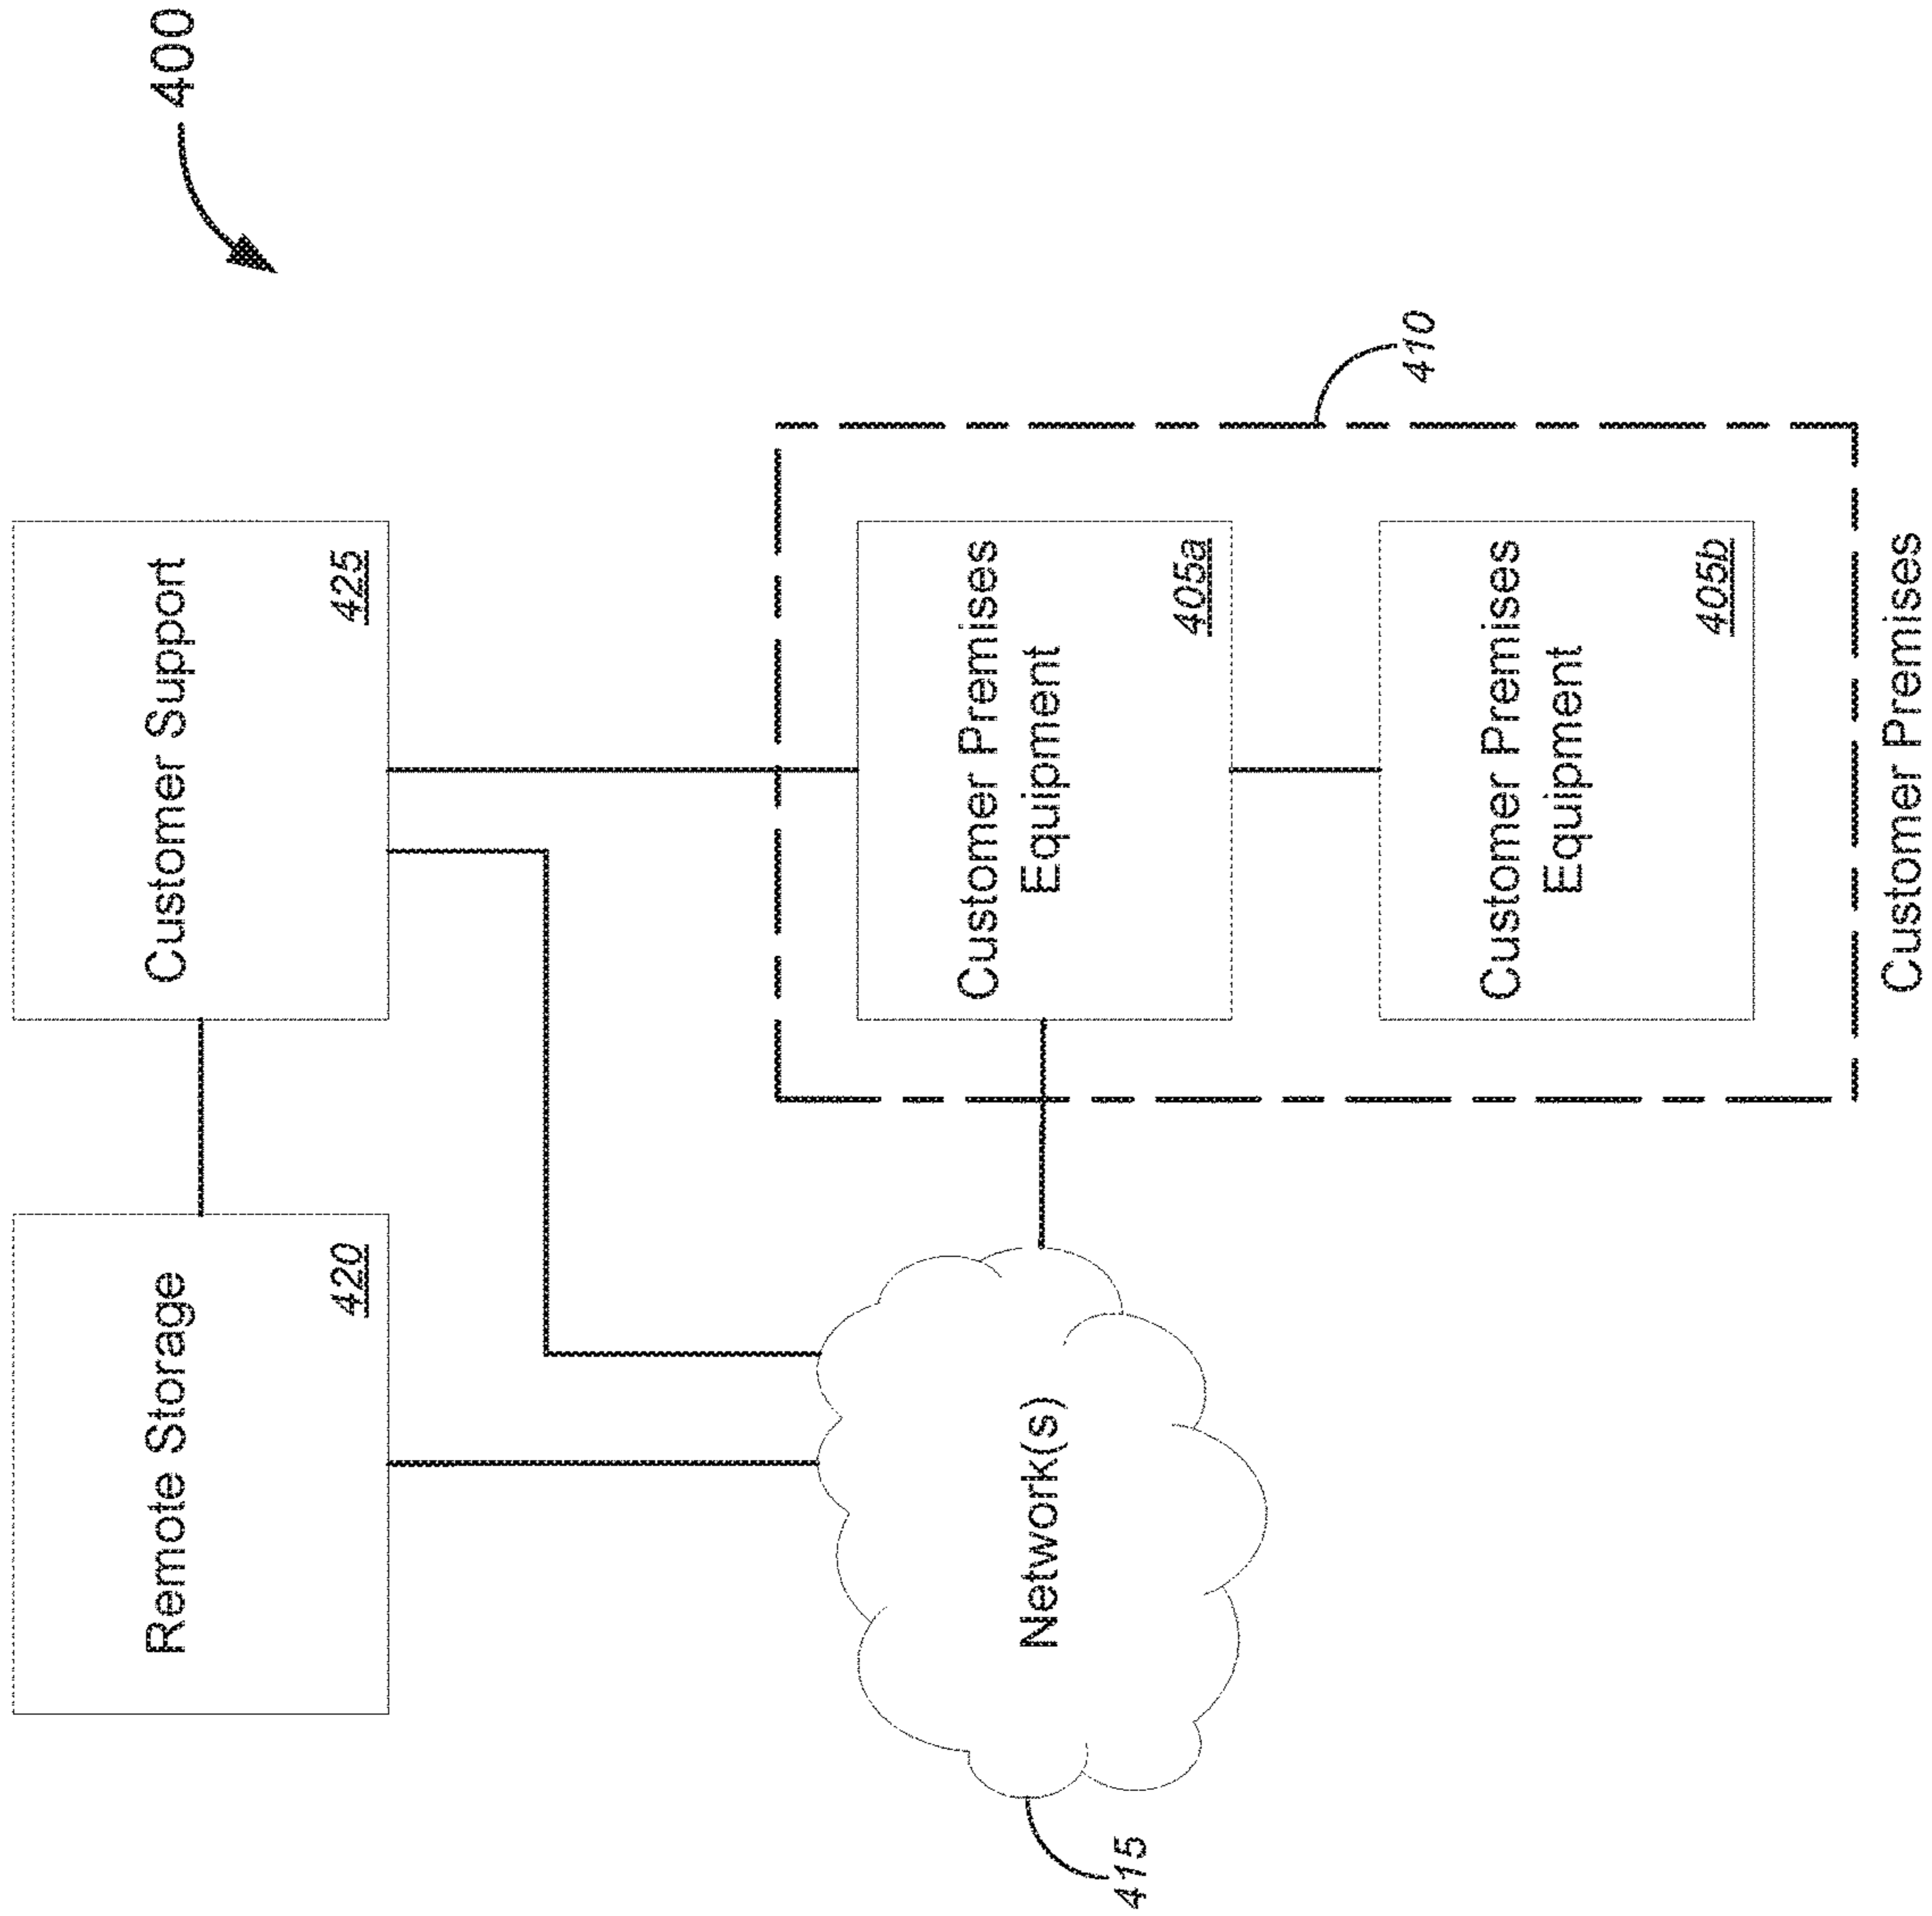 400
Remote Storage
420
Customer Support
425
415
Network(s)
Customer Premises
Equipment
405a
410
Customer Premises
Equipment
405b
Customer Premises